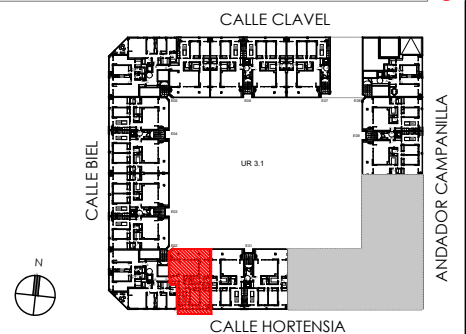 CALLE CLAVEL
CALLE BIEL
UR 3.1
ANDADOR CAMPANILLA
N
CALLE HORTENSIA